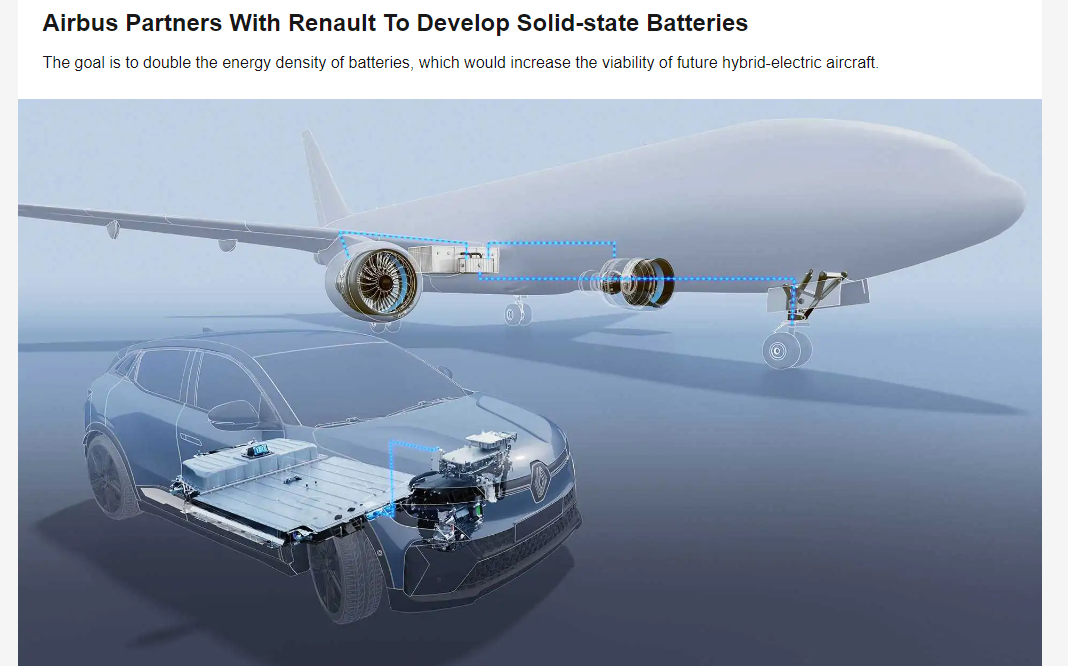 Airbus Partners With Renault To Develop Solid-state Batteries
The goal is to double the energy density of batteries, which would increase the viability of future hybrid-electric aircraft.